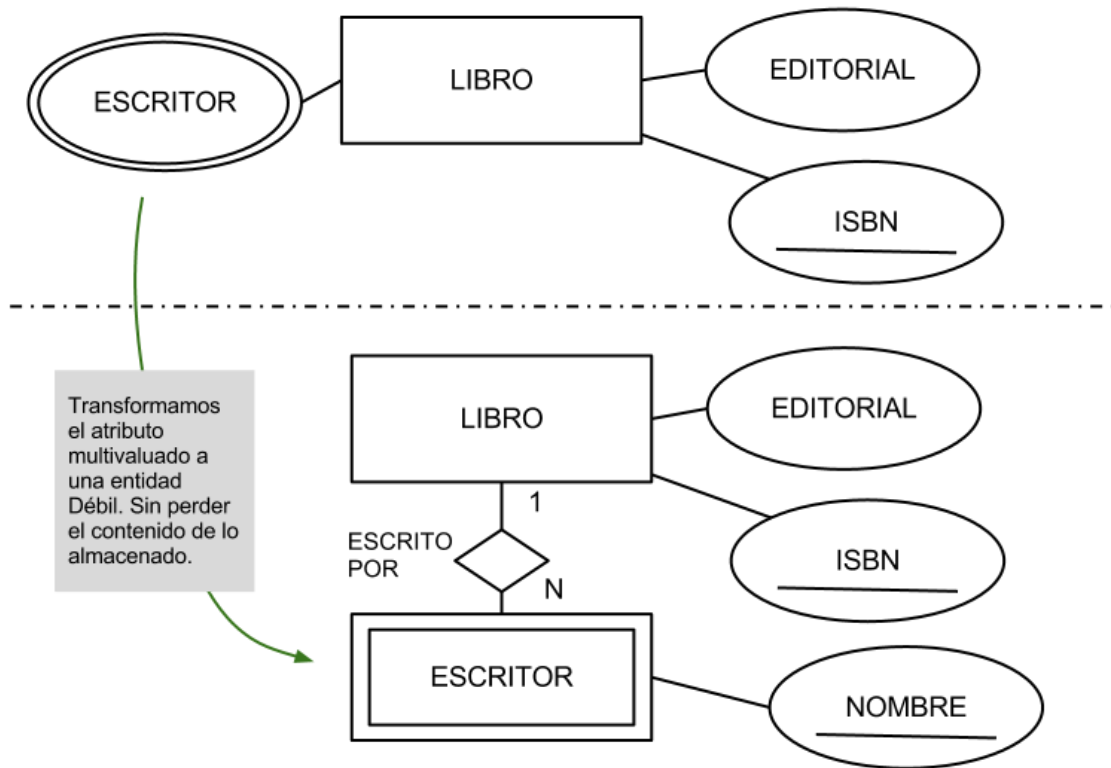 ESCRITOR
LIBRO
EDITORIAL
ISBN
Transformamos
el atributo
multivaluado a
una entidad
Débil. Sin perder
el contenido de lo
almacenado.
LIBRO
EDITORIAL
1
ESCRITO
POR
N
ISBN
ESCRITOR
NOMBRE